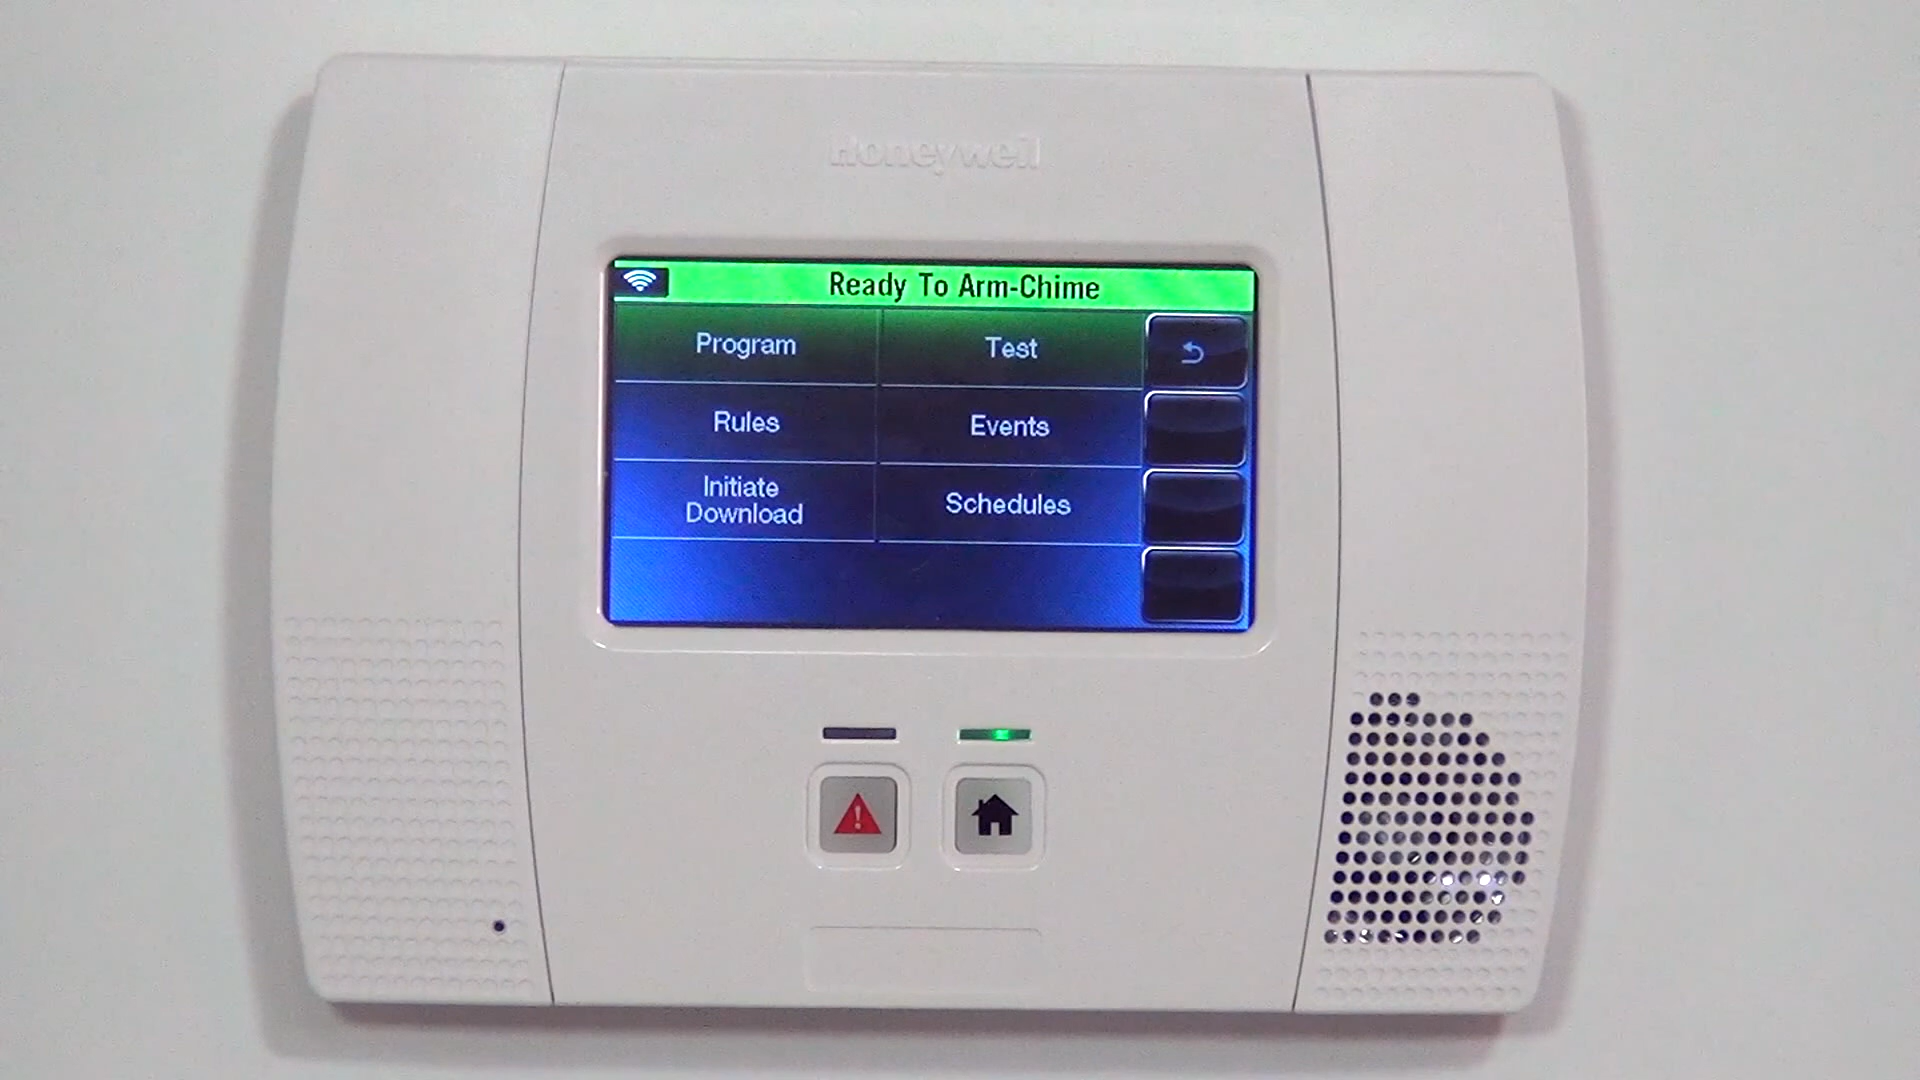 Honeywell
Ready To Arm-Chime
Program
Test
Rules
Events
Initiate
Download
Schedules